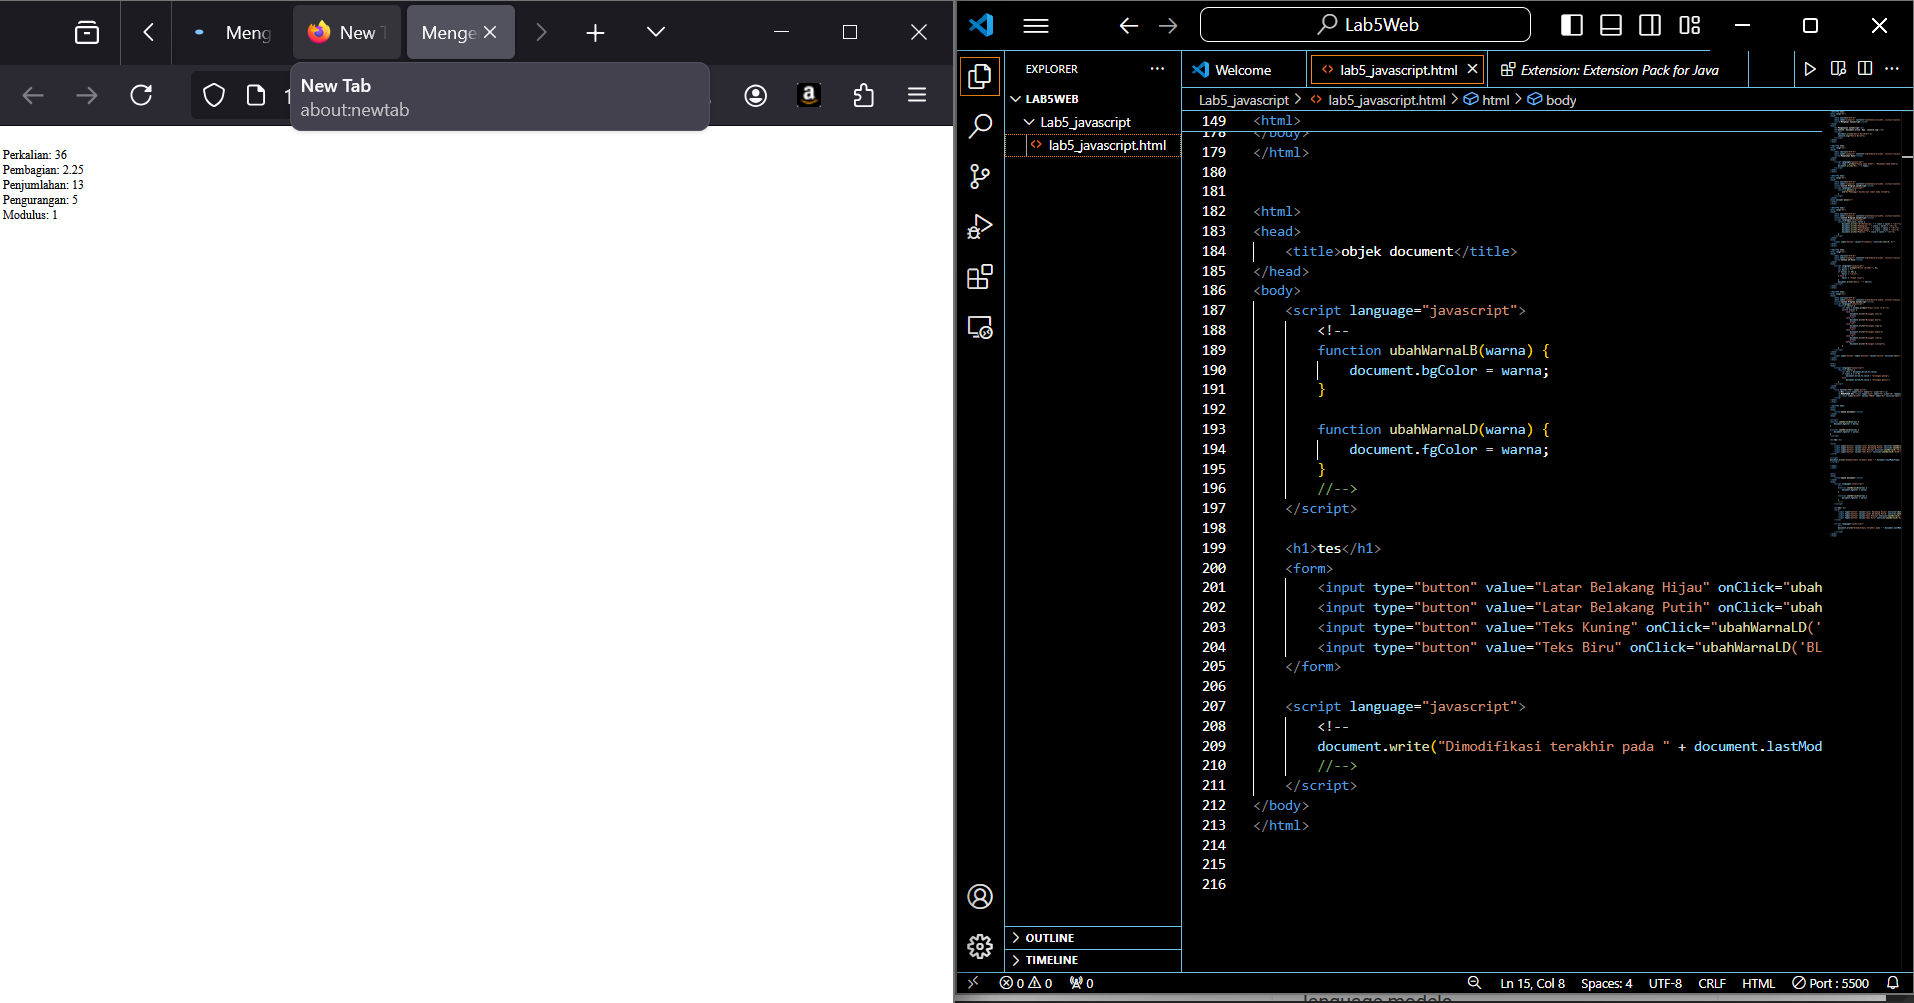 Meng
New T
Menge
New Tab
about:newtab
Perkalian: 36
Pembagian: 2.25
Penjumlahan: 13
Pengurangan: 5
Modulus: 1
Lab5Web
EXPLORER
LAB5WEB
Lab5_javascript
lab5_javascript.html
OUTLINE
TIMELINE
Welcome
lab5_javascript.html
Extension: Extension Pack for Java
Lab5_javascript > lab5_javascript.html > html > body
149 <html>
178 </body>
179 </html>
180
181
182 <html>
183 <head>
184 <title>objek document</title>
185 </head>
186 <body>
187 <script language="javascript">
188 <!--
189 function ubahWarnaLB(warna) {
190 document.bgColor = warna;
191 }
192
193 function ubahWarnaLD(warna) {
194 document.fgColor = warna;
195 }
196 //-->
197 </script>
198
199 <h1>tes</h1>
200 <form>
201 <input type="button" value="Latar Belakang Hijau" onClick="ubah
202 <input type="button" value="Latar Belakang Putih" onClick="ubah
203 <input type="button" value="Teks Kuning" onClick="ubahWarnaLD('
204 <input type="button" value="Teks Biru" onClick="ubahWarnaLD('BL
205 </form>
206
207 <script language="javascript">
208 <!--
209 document.write("Dimodifikasi terakhir pada " + document.lastMod
210 //-->
211 </script>
212 </body>
213 </html>
214
215
216
0 0 0
Ln 15, Col 8 Spaces: 4 UTF-8 CRLF HTML Port : 5500